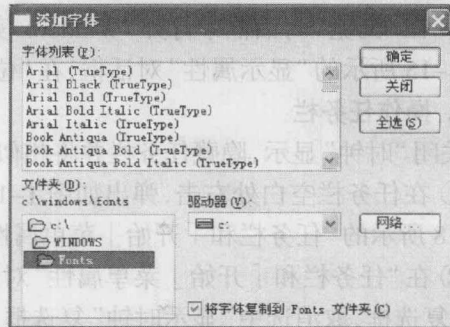 添加字体
字体列表(F):
Arial (TrueType)
Arial Black (TrueType)
Arial Bold (TrueType)
Arial Bold Italic (TrueType)
Arial Italic (TrueType)
Book Antiqua (TrueType)
Book Antiqua Bold (TrueType)
Book Antiqua Bold Italic (TrueType)
确定
关闭
全选(S)
文件夹(D):
c:\windows\fonts
驱动器(V):
c:\
WINDOWS
Fonts
c:
网络...
将字体复制到 Fonts 文件夹(C)